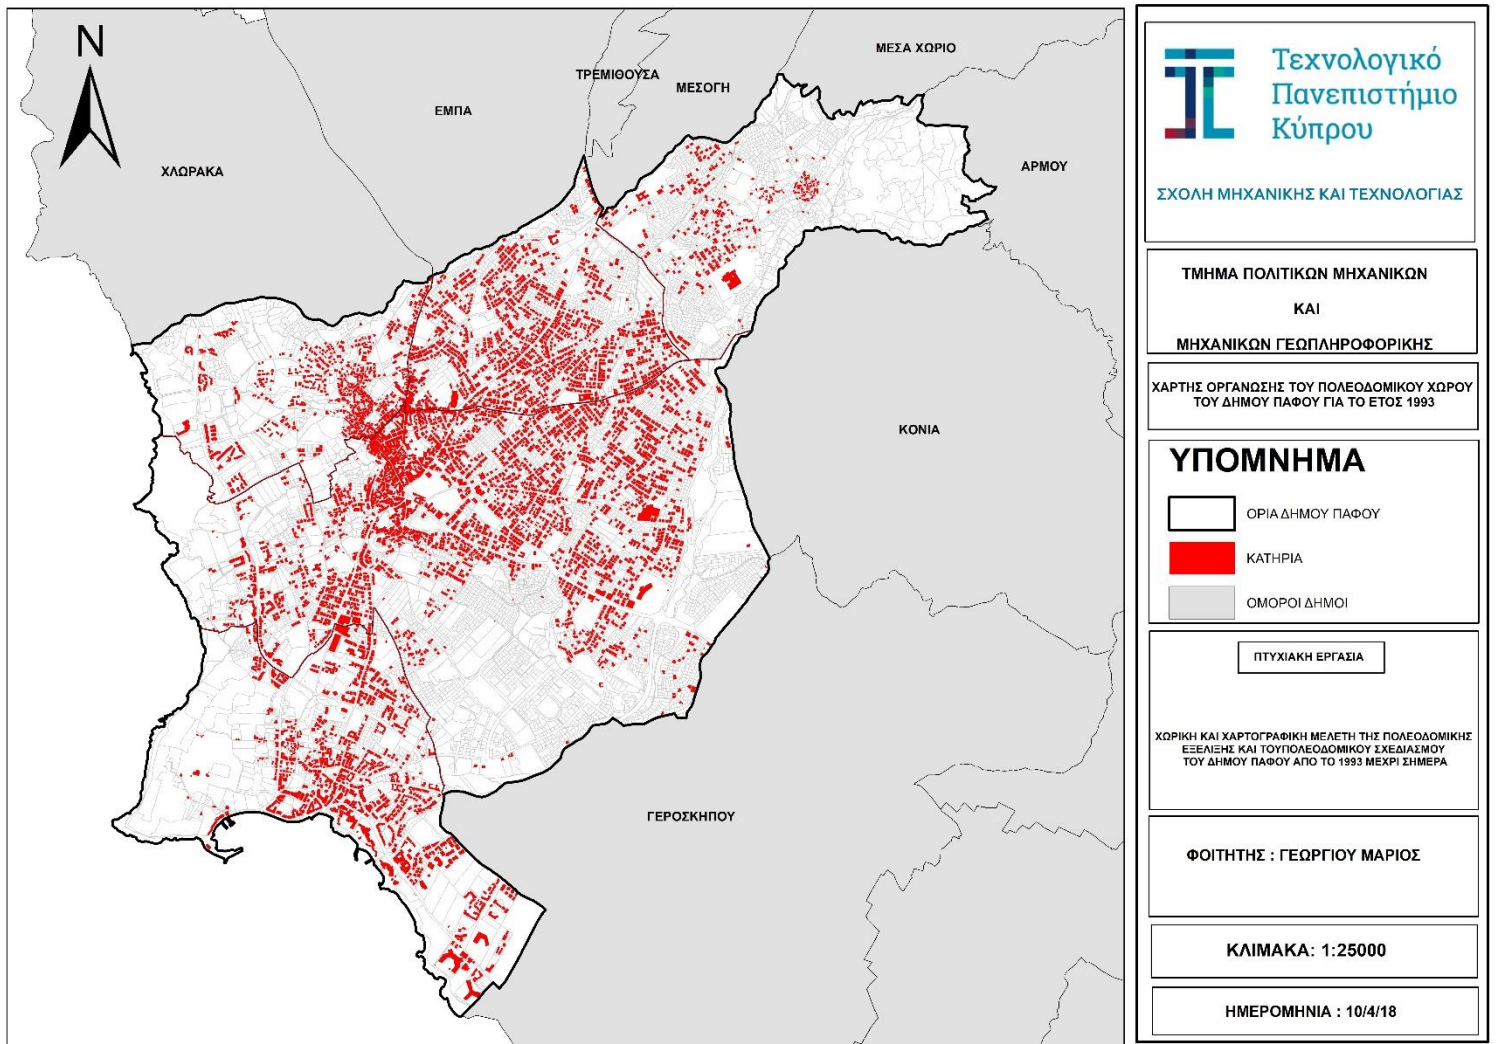 N
ΜΕΣΑ ΧΩΡΙΟ
ΤΡΕΜΙΘΟΥΣΑ
ΜΕΣΟΓΗ
ΕΜΠΑ
ΧΛΩΡΑΚΑ
ΑΡΜΟΥ
ΚΟΝΙΑ
ΓΕΡΟΣΚΗΠΟΥ
Τεχνολογικό
Πανεπιστήμιο
Κύπρου
ΣΧΟΛΗ ΜΗΧΑΝΙΚΗΣ ΚΑΙ ΤΕΧΝΟΛΟΓΙΑΣ
ΤΜΗΜΑ ΠΟΛΙΤΙΚΩΝ ΜΗΧΑΝΙΚΩΝ
ΚΑΙ
ΜΗΧΑΝΙΚΩΝ ΓΕΩΠΛΗΡΟΦΟΡΙΚΗΣ
ΧΑΡΤΗΣ ΟΡΓΑΝΩΣΗΣ ΤΟΥ ΠΟΛΕΟΔΟΜΙΚΟΥ ΧΩΡΟΥ
ΤΟΥ ΔΗΜΟΥ ΠΑΦΟΥ ΓΙΑ ΤΟ ΕΤΟΣ 1993
ΥΠΟΜΝΗΜΑ
ΟΡΙΑ ΔΗΜΟΥ ΠΑΦΟΥ
ΚΑΤΗΡΙΑ
ΟΜΟΡΟΙ ΔΗΜΟΙ
ΠΤΥΧΙΑΚΗ ΕΡΓΑΣΙΑ
ΧΩΡΙΚΗ ΚΑΙ ΧΑΡΤΟΓΡΑΦΙΚΗ ΜΕΛΕΤΗ ΤΗΣ ΠΟΛΕΟΔΟΜΙΚΗΣ
ΕΞΕΛΙΞΗΣ ΚΑΙ ΤΟΥΠΟΛΕΟΔΟΜΙΚΟΥ ΣΧΕΔΙΑΣΜΟΥ
ΤΟΥ ΔΗΜΟΥ ΠΑΦΟΥ ΑΠΟ ΤΟ 1993 ΜΕΧΡΙ ΣΗΜΕΡΑ
ΦΟΙΤΗΤΗΣ : ΓΕΩΡΓΙΟΥ ΜΑΡΙΟΣ
ΚΛΙΜΑΚΑ: 1:25000
ΗΜΕΡΟΜΗΝΙΑ : 10/4/18